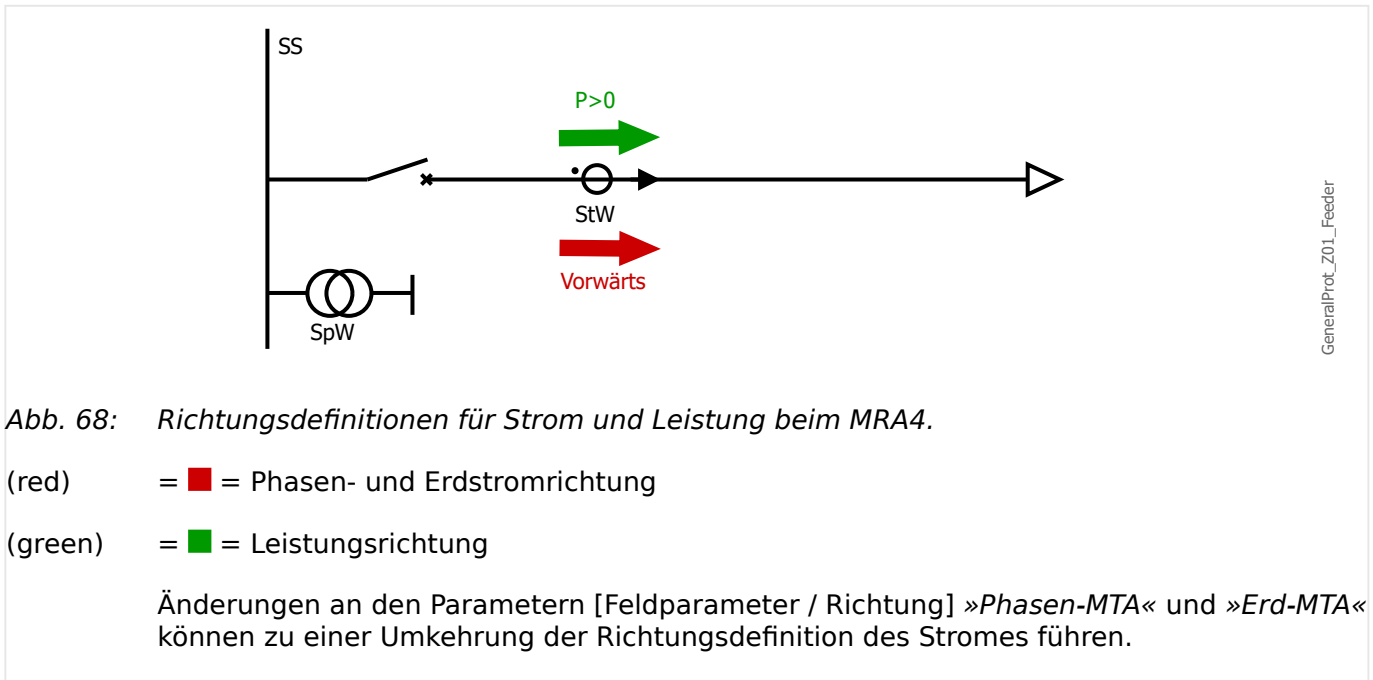 SS
P>0
StW
Vorwärts
SpW
GeneralProt_Z01_Feeder
Abb. 68: Richtungsdefinitionen für Strom und Leistung beim MRA4.
(red) = ■ = Phasen- und Erdstromrichtung
(green) = ■ = Leistungsrichtung
Änderungen an den Parametern [Feldparameter / Richtung] »Phasen-MTA« und »Erd-MTA«
können zu einer Umkehrung der Richtungsdefinition des Stromes führen.